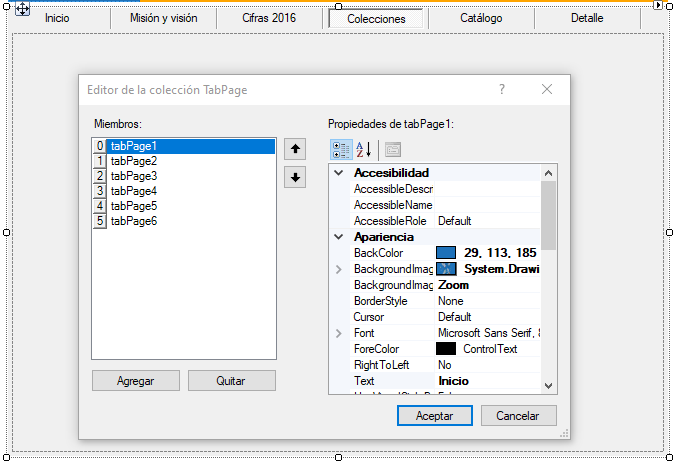 Inicio Misión y visión Cifras 2016 Colecciones Catálogo Detalle
Editor de la colección TabPage ?
Miembros:
0 tabPage1
1 tabPage2
2 tabPage3
3 tabPage4
4 tabPage5
5 tabPage6
Agregar Quitar
Propiedades de tabPage1:
Accesibilidad
AccessibleDescr
AccessibleName
AccessibleRole Default
Apariencia
BackColor 29, 113, 185
BackgroundImag System.Drawi
BackgroundImag Zoom
BorderStyle None
Cursor Default
Font Microsoft Sans Serif, 8
ForeColor ControlText
RightToLeft No
Text Inicio
Aceptar Cancelar